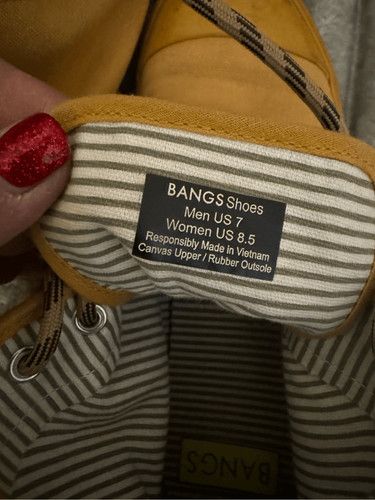 BANGS Shoes
Men US 7
Women US 8.5
Responsibly Made in Vietnam
Canvas Upper / Rubber Outsole
BANGS